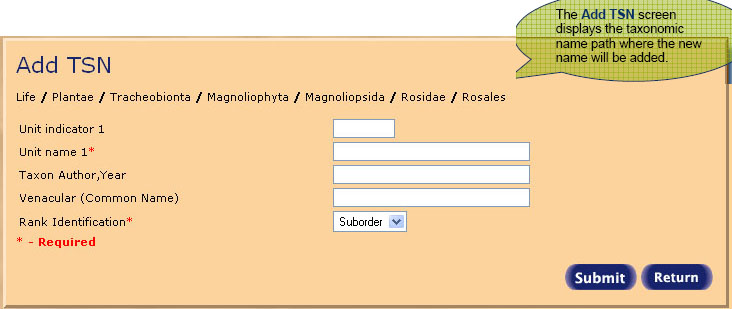 The Add TSN screen
displays the taxonomic
name path where the new
name will be added.
Add TSN
Life / Plantae / Tracheobionta / Magnoliophyta / Magnoliopsida / Rosidae / Rosales
Unit indicator 1
Unit name 1*
Taxon Author,Year
Venacular (Common Name)
Rank Identification* Suborder
* - Required
Submit Return